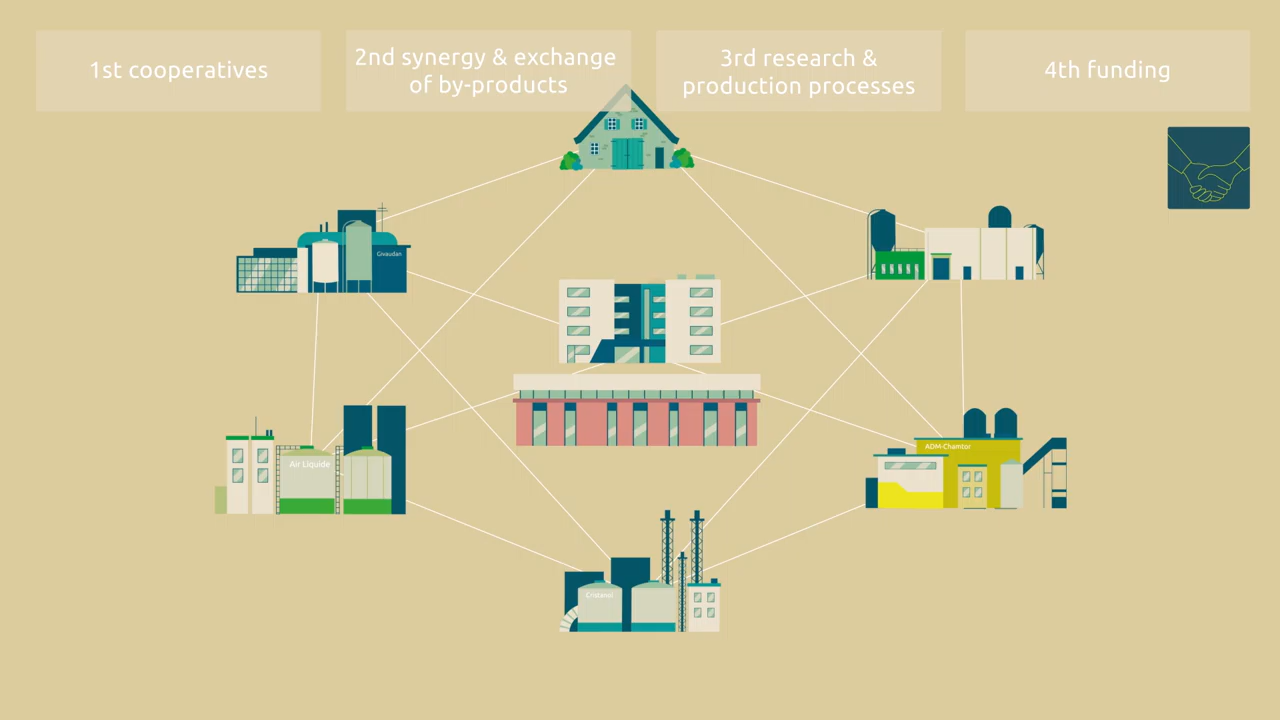 1st cooperatives
2nd synergy & exchange
of by-products
3rd research &
production processes
4th funding
Givaudan
Air Liquide
ADM-Chamtor
Cristanol